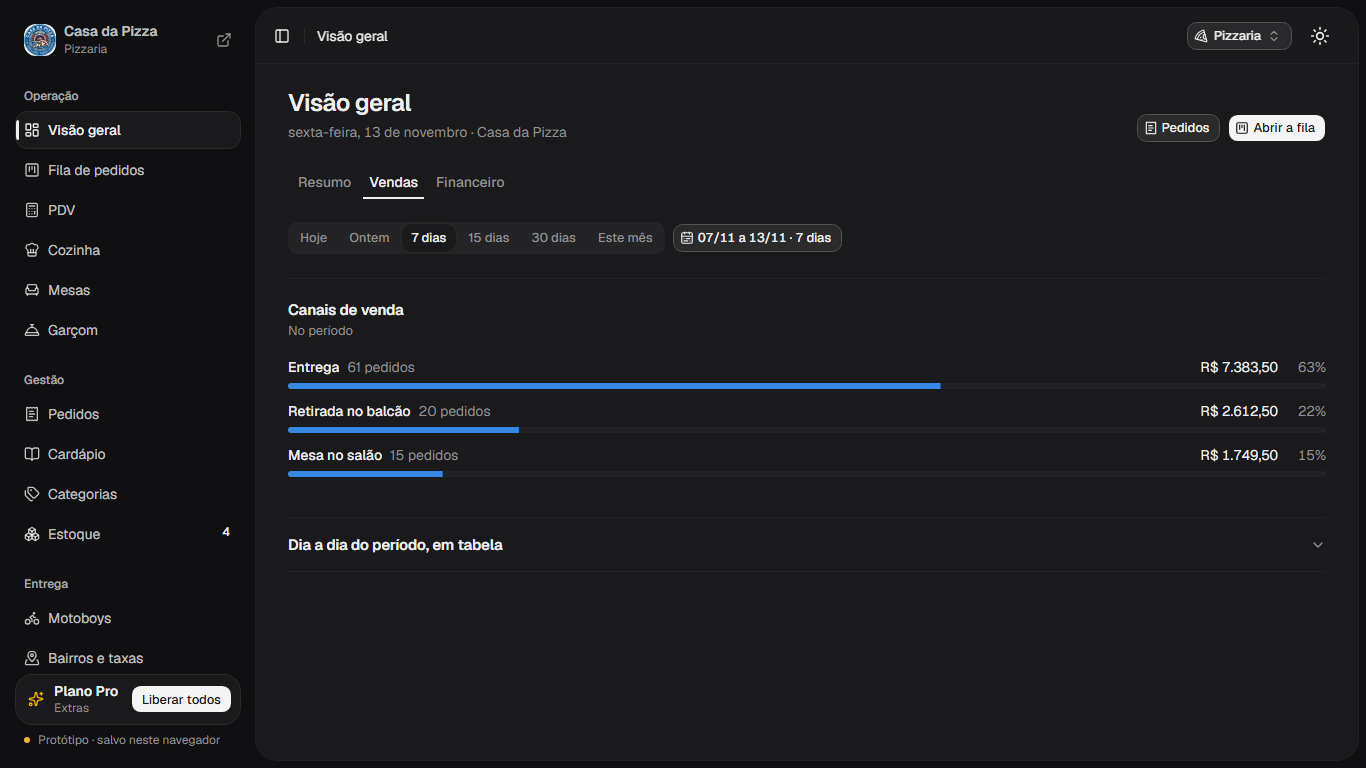 Casa da Pizza
Pizzaria
Operação
Visão geral
Fila de pedidos
PDV
Cozinha
Mesas
Garçom
Gestão
Pedidos
Cardápio
Categorias
Estoque 4
Entrega
Motoboys
Bairros e taxas
Plano Pro
Extras
Liberar todos
Protótipo · salvo neste navegador
Visão geral
Pizzaria
Visão geral
sexta-feira, 13 de novembro · Casa da Pizza
Pedidos
Abrir a fila
Resumo Vendas Financeiro
Hoje Ontem 7 dias 15 dias 30 dias Este mês 07/11 a 13/11 · 7 dias
Canais de venda
No período
Entrega 61 pedidos R$ 7.383,50 63%
Retirada no balcão 20 pedidos R$ 2.612,50 22%
Mesa no salão 15 pedidos R$ 1.749,50 15%
Dia a dia do período, em tabela